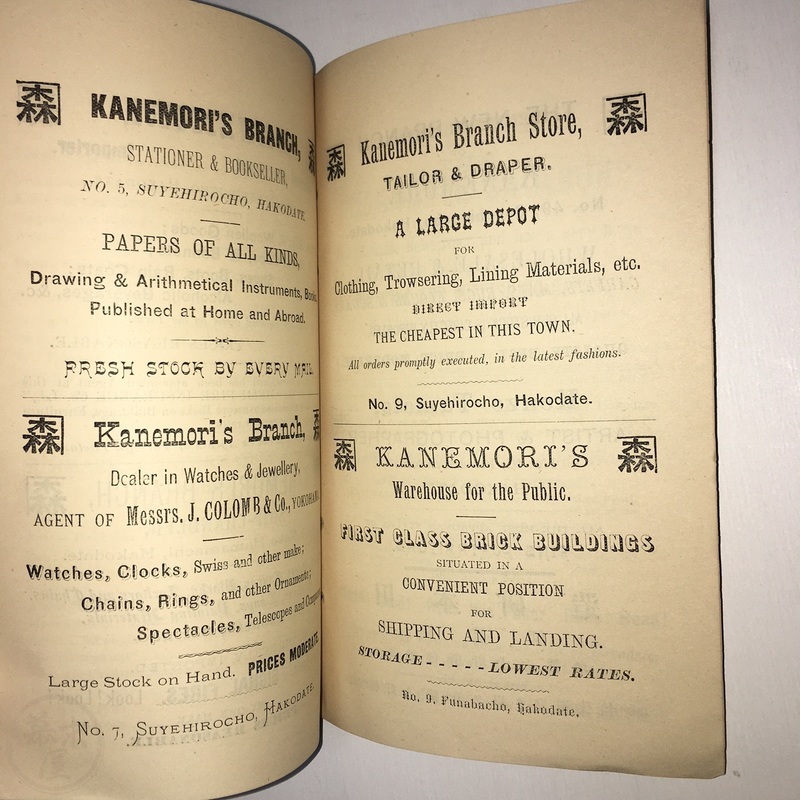 森 KANEMORI'S BRANCH,
STATIONER & BOOKSELLER,
NO. 5, SUYEHIROCHO, HAKODATE.
PAPERS OF ALL KINDS,
Drawing & Arithmetical Instruments,
Published at Home and Abroad.
FRESH STOCK BY EVERY MAIL.
森 Kanemori's Branch,
Dealer in Watches & Jewellery,
AGENT OF Messrs. J. COLOMB & Co.,
Watches, Clocks, Swiss and other make;
Chains, Rings, and other Ornaments;
Spectacles, Telescopes and
Large Stock on Hand. PRICES MODERATE
No. 7, SUYEHIROCHO, HAKODATE.
森 Kanemori's Branch Store, 森
TAILOR & DRAPER.
A LARGE DEPOT
FOR
Clothing, Trowsering, Lining Materials, etc.
DIRECT IMPORT
THE CHEAPEST IN THIS TOWN.
All orders promptly executed, in the latest fashions.
No. 9, Suyehirocho, Hakodate.
森 KANEMORI'S 森
Warehouse for the Public.
FIRST CLASS BRICK BUILDINGS
SITUATED IN A
CONVENIENT POSITION
FOR
SHIPPING AND LANDING.
STORAGE - - - - - LOWEST RATES.
No. 9, Funabacho, Hakodate.